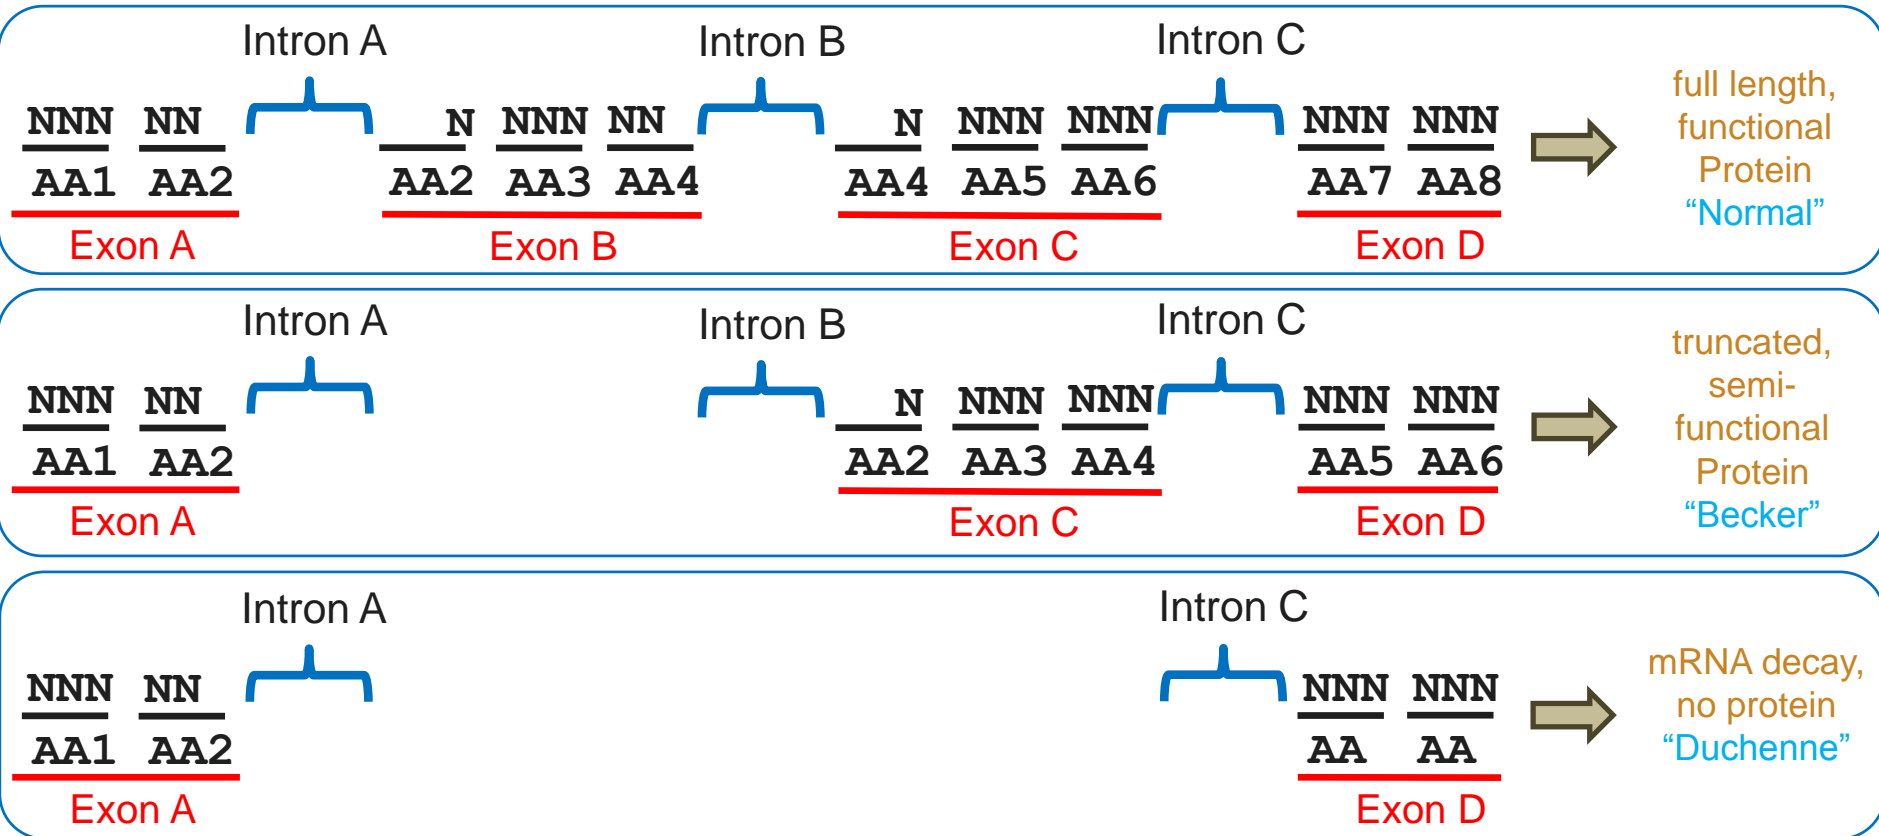 Intron A Intron B Intron C
NNN NN N NNN NN N NNN NNN NNN NNN
AA1 AA2 AA2 AA3 AA4 AA4 AA5 AA6 AA7 AA8
Exon A Exon B Exon C Exon D
full length,
functional
Protein
“Normal”
Intron A Intron B Intron C
NNN NN N NNN NNN NNN NNN
AA1 AA2 AA2 AA3 AA4 AA5 AA6
Exon A Exon C Exon D
truncated,
semi-
functional
Protein
“Becker”
Intron A Intron C
NNN NN NNN NNN
AA1 AA2 AA AA
Exon A Exon D
mRNA decay,
no protein
“Duchenne”